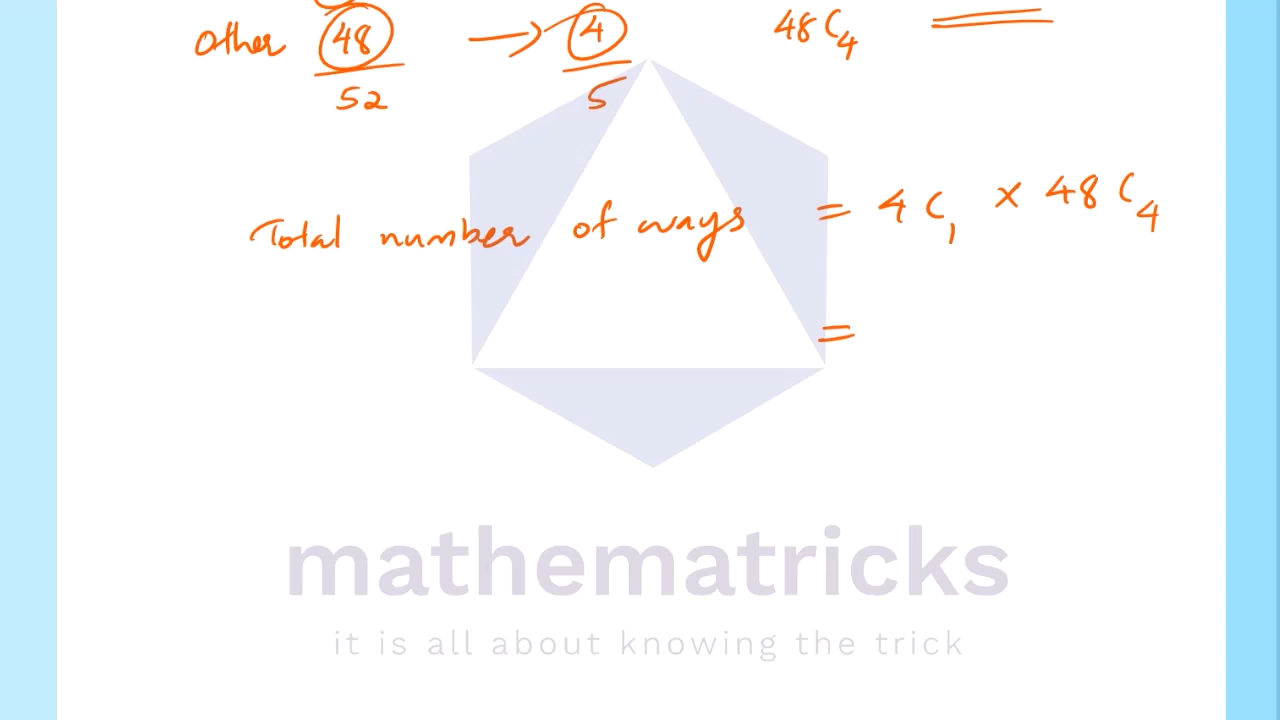 Other 48 → 4 48C4
52 5
Total number of ways = 4C1 × 48C4
=
mathematricks
it is all about knowing the trick